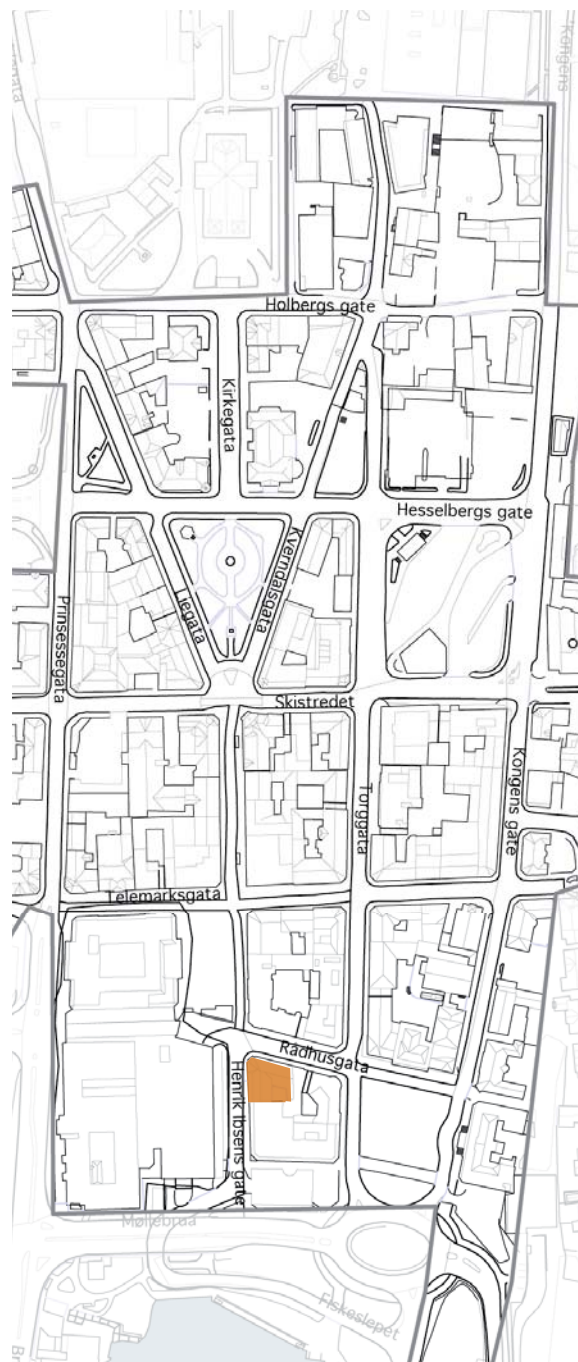 Kongens
Holbergs gate
Kirkegata
Hesselbergs gate
Kverndalsgata
Liegata
Prinsessegata
Skistredet
Torggata
Kongens gate
Telemarksgata
Rådhusgata
Henrik Ibsens gate
Møllebrua
Fiskeslepet